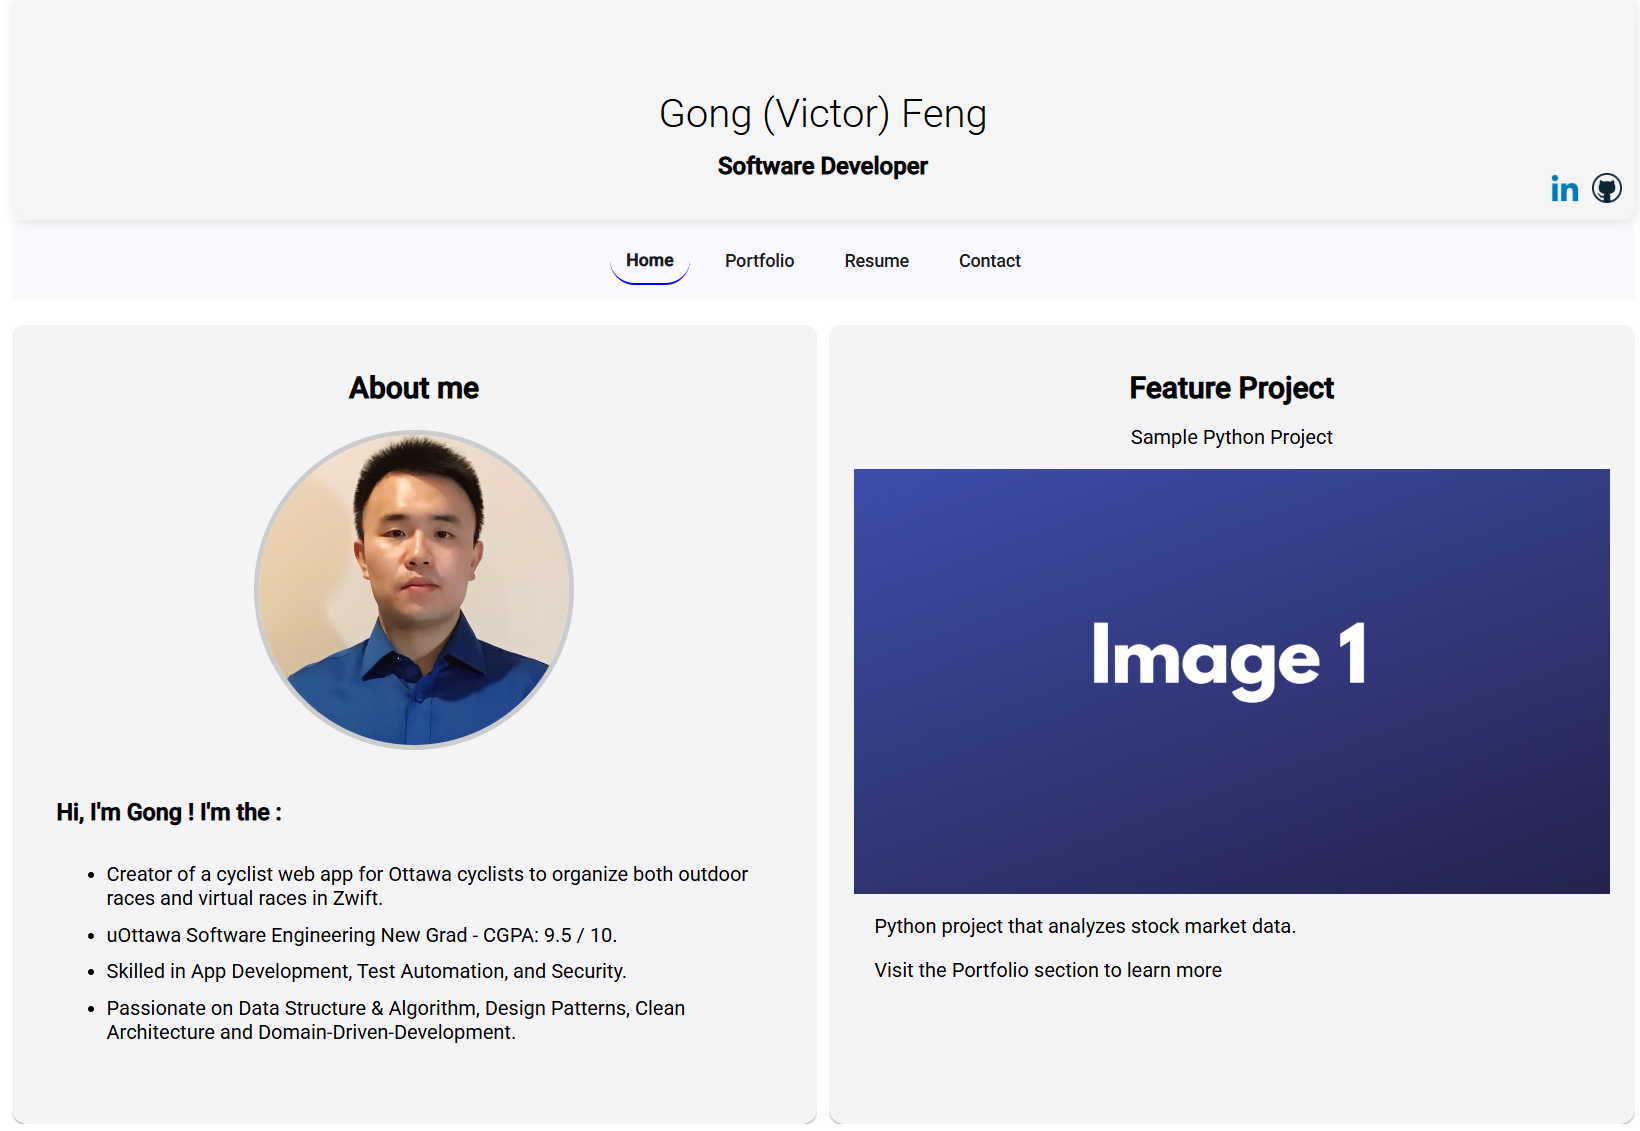 Gong (Victor) Feng
Software Developer
in
Home Portfolio Resume Contact
About me
Hi, I'm Gong ! I'm the :
• Creator of a cyclist web app for Ottawa cyclists to organize both outdoor
races and virtual races in Zwift.
• uOttawa Software Engineering New Grad - CGPA: 9.5 / 10.
• Skilled in App Development, Test Automation, and Security.
• Passionate on Data Structure & Algorithm, Design Patterns, Clean
Architecture and Domain-Driven-Development.
Feature Project
Sample Python Project
Image 1
Python project that analyzes stock market data.
Visit the Portfolio section to learn more